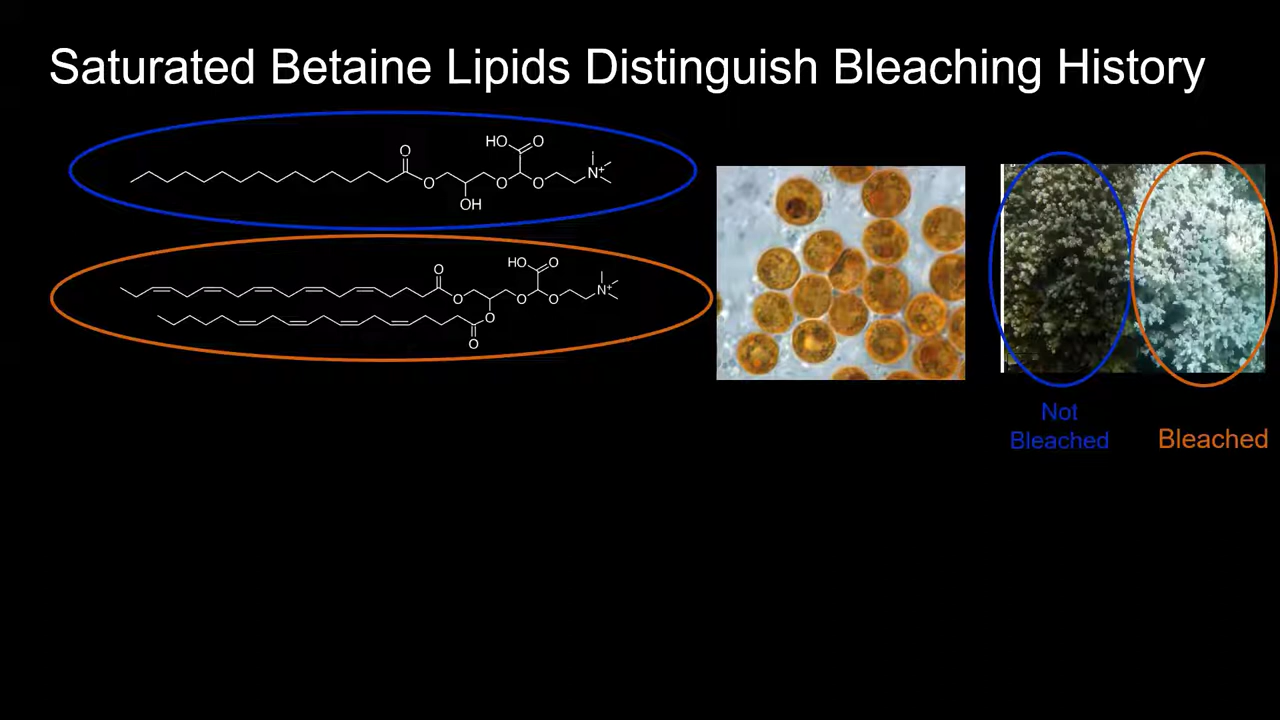 Saturated Betaine Lipids Distinguish Bleaching History
HO
O
O
O
O
O
N+
OH
HO
O
O
O
O
O
N+
O
O
Not
Bleached
Bleached